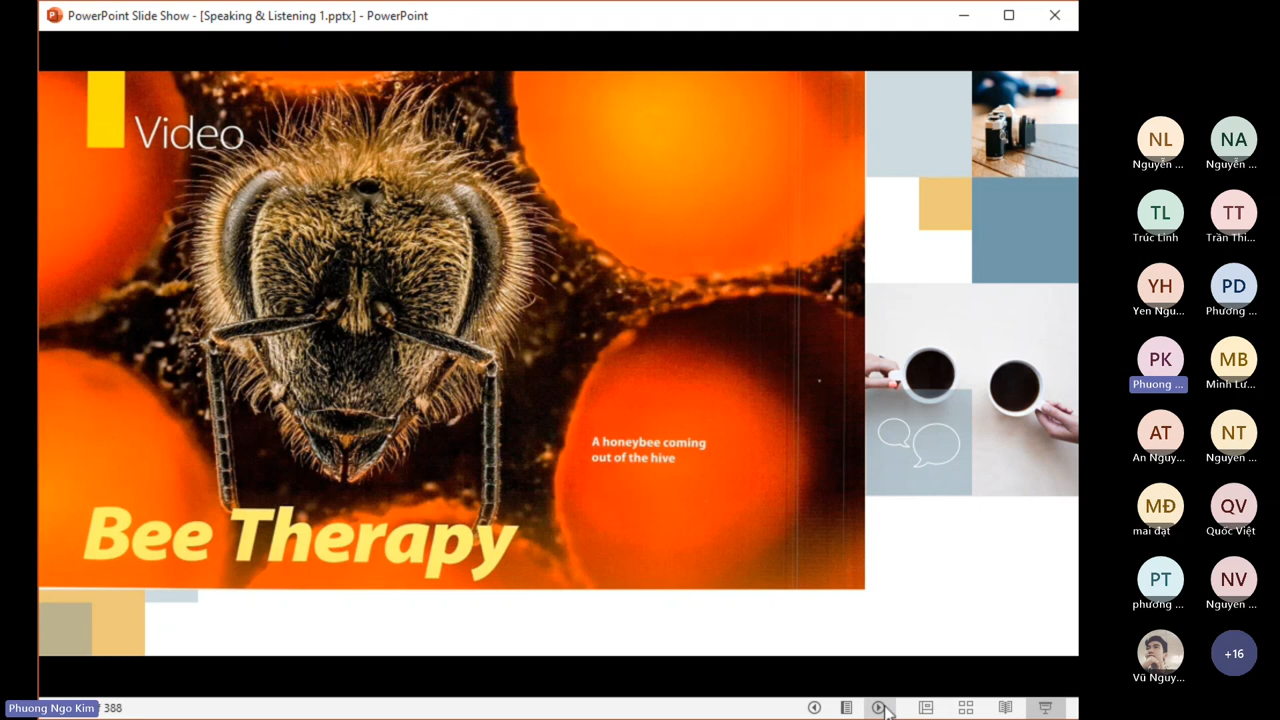 PowerPoint Slide Show - [Speaking & Listening 1.pptx] - PowerPoint
Video
A honeybee coming
out of the hive
Bee Therapy
NL
Nguyễn ...
NA
Nguyễn ...
TL
Trúc Linh
TT
Trần Thi...
YH
Yen Ngu...
PD
Phương ...
PK
Phuong ...
MB
Minh Lư...
AT
An Nguy...
NT
Nguyen ...
MĐ
mai đạt
QV
Quốc Việt
PT
phương ...
NV
Nguyen ...
Vũ Nguy...
+16
Phuong Ngo Kim
388